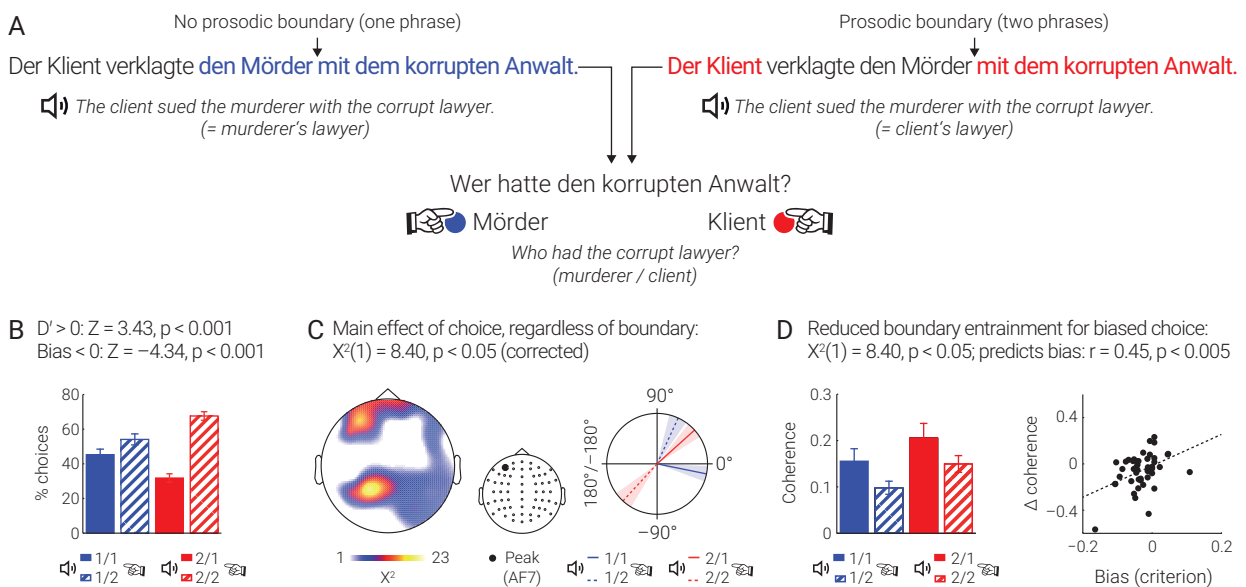 A
No prosodic boundary (one phrase)
Prosodic boundary (two phrases)
Der Klient verklagte den Mörder mit dem korrupten Anwalt.
Der Klient verklagte den Mörder mit dem korrupten Anwalt.
The client sued the murderer with the corrupt lawyer.
(= murderer's lawyer)
The client sued the murderer with the corrupt lawyer.
(= client's lawyer)
Wer hatte den korrupten Anwalt?
Mörder
Klient
Who had the corrupt lawyer?
(murderer / client)
B
D′ > 0: Z = 3.43, p < 0.001
Bias < 0: Z = −4.34, p < 0.001
% choices
80
60
40
20
0
1/1
1/2
2/1
2/2
C
Main effect of choice, regardless of boundary:
X²(1) = 8.40, p < 0.05 (corrected)
1
23
X²
Peak
(AF7)
90°
180°/−180°
0°
−90°
1/1
1/2
2/1
2/2
D
Reduced boundary entrainment for biased choice:
X²(1) = 8.40, p < 0.05; predicts bias: r = 0.45, p < 0.005
Coherence
0.3
0.2
0.1
0
1/1
1/2
2/1
2/2
Δ coherence
0.4
0
−0.4
−0.2
0
0.2
Bias (criterion)